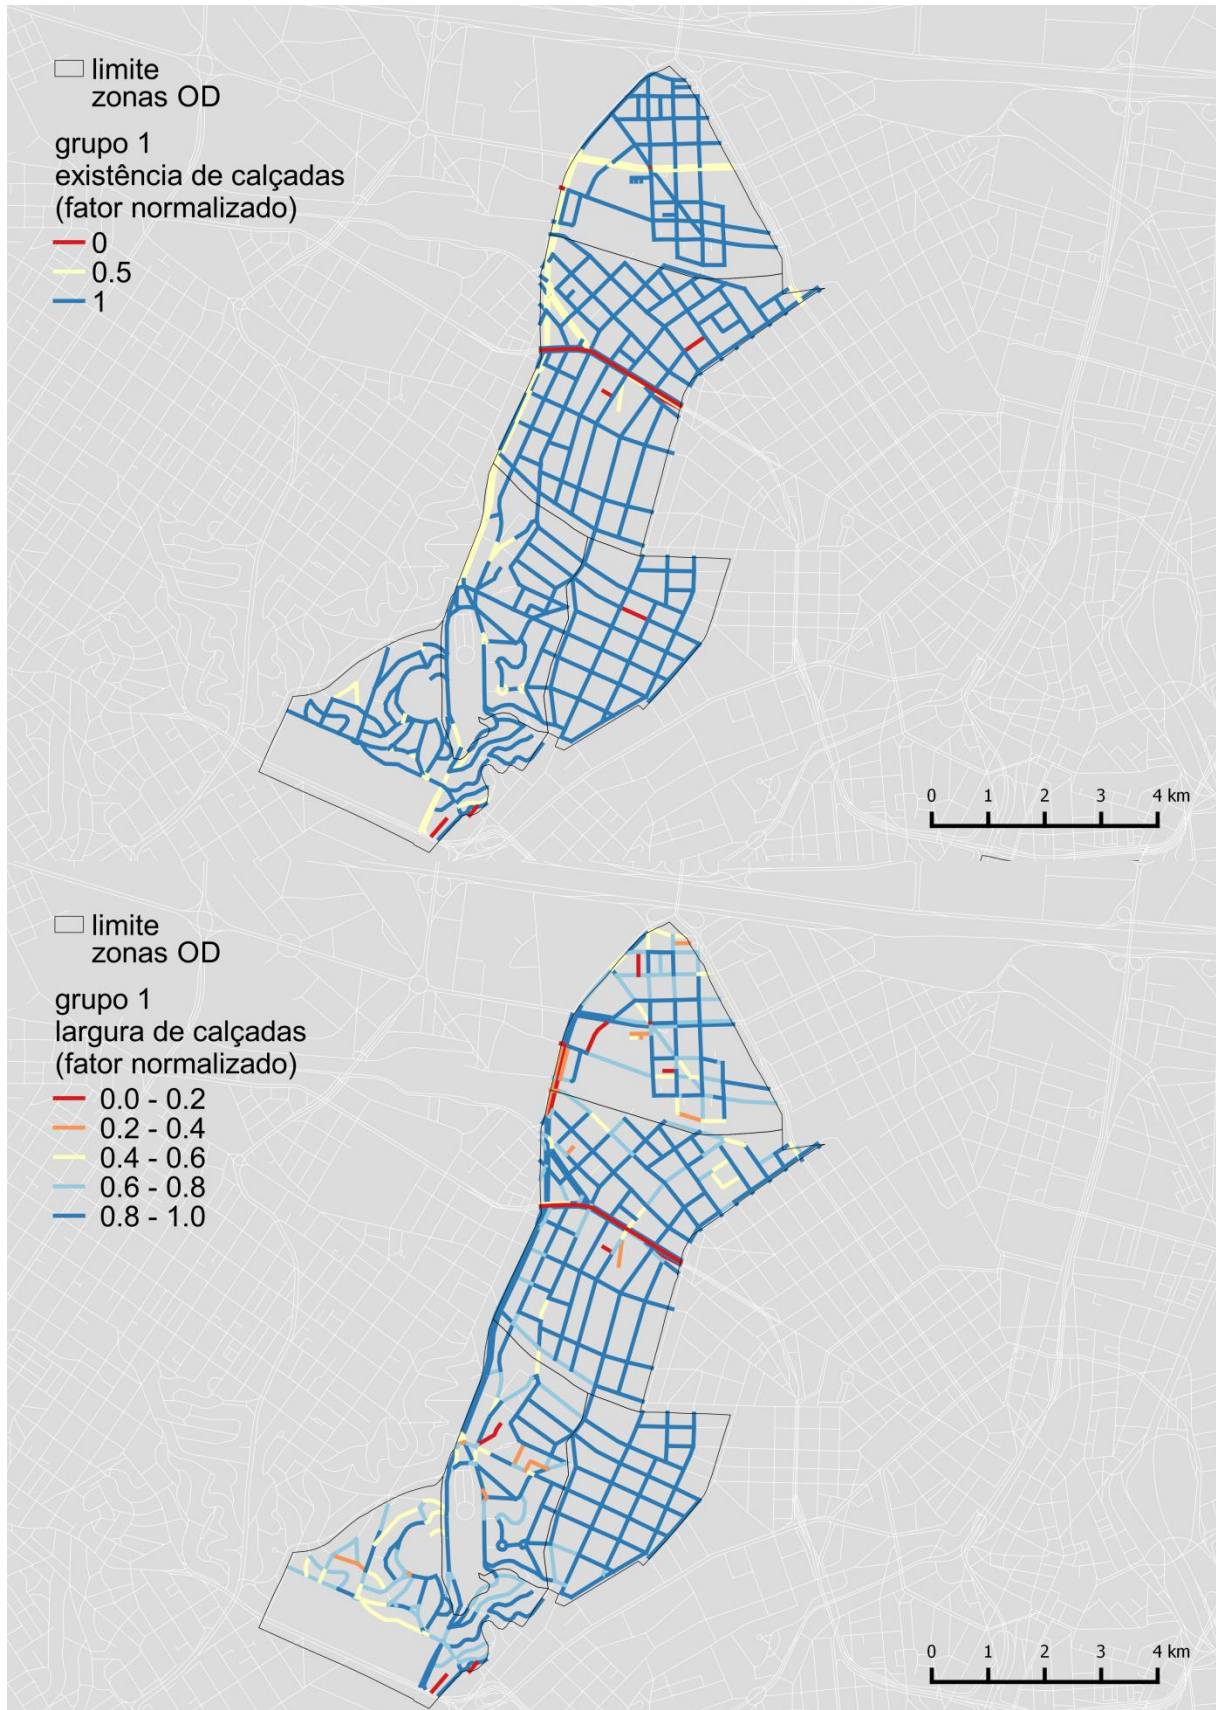 limite
zonas OD
grupo 1
existência de calçadas
(fator normalizado)
0
0.5
1
0 1 2 3 4 km
limite
zonas OD
grupo 1
largura de calçadas
(fator normalizado)
0.0 - 0.2
0.2 - 0.4
0.4 - 0.6
0.6 - 0.8
0.8 - 1.0
0 1 2 3 4 km